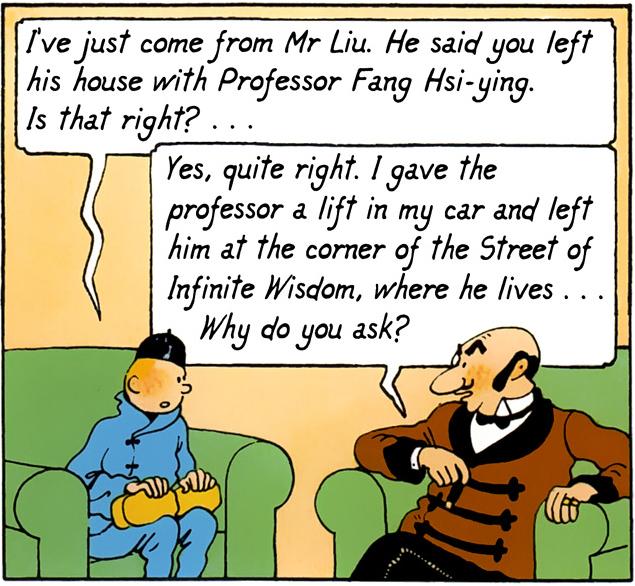 I've just come from Mr Liu. He said you left
his house with Professor Fang Hsi-ying.
Is that right? . . .
Yes, quite right. I gave the
professor a lift in my car and left
him at the corner of the Street of
Infinite Wisdom, where he lives . . .
Why do you ask?